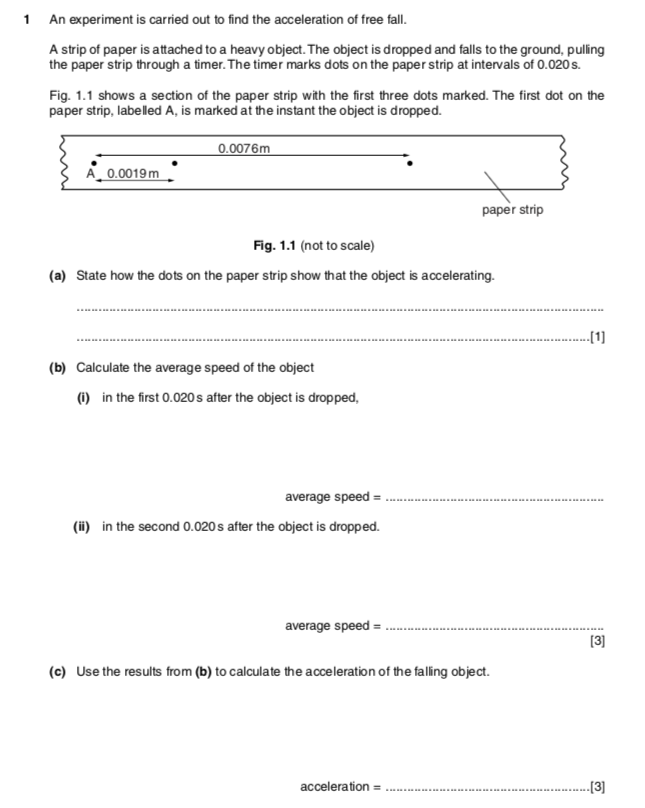 1 An experiment is carried out to find the acceleration of free fall.
A strip of paper is attached to a heavy object. The object is dropped and falls to the ground, pulling
the paper strip through a timer. The timer marks dots on the paper strip at intervals of 0.020 s.
Fig. 1.1 shows a section of the paper strip with the first three dots marked. The first dot on the
paper strip, labelled A, is marked at the instant the object is dropped.
0.0076 m
A 0.0019 m
paper strip
Fig. 1.1 (not to scale)
(a) State how the dots on the paper strip show that the object is accelerating.
..........................................................................................
..........................................................................................[1]
(b) Calculate the average speed of the object
(i) in the first 0.020 s after the object is dropped,
average speed = ..........................................................
(ii) in the second 0.020 s after the object is dropped.
average speed = ..........................................................
[3]
(c) Use the results from (b) to calculate the acceleration of the falling object.
acceleration = ......................................................[3]